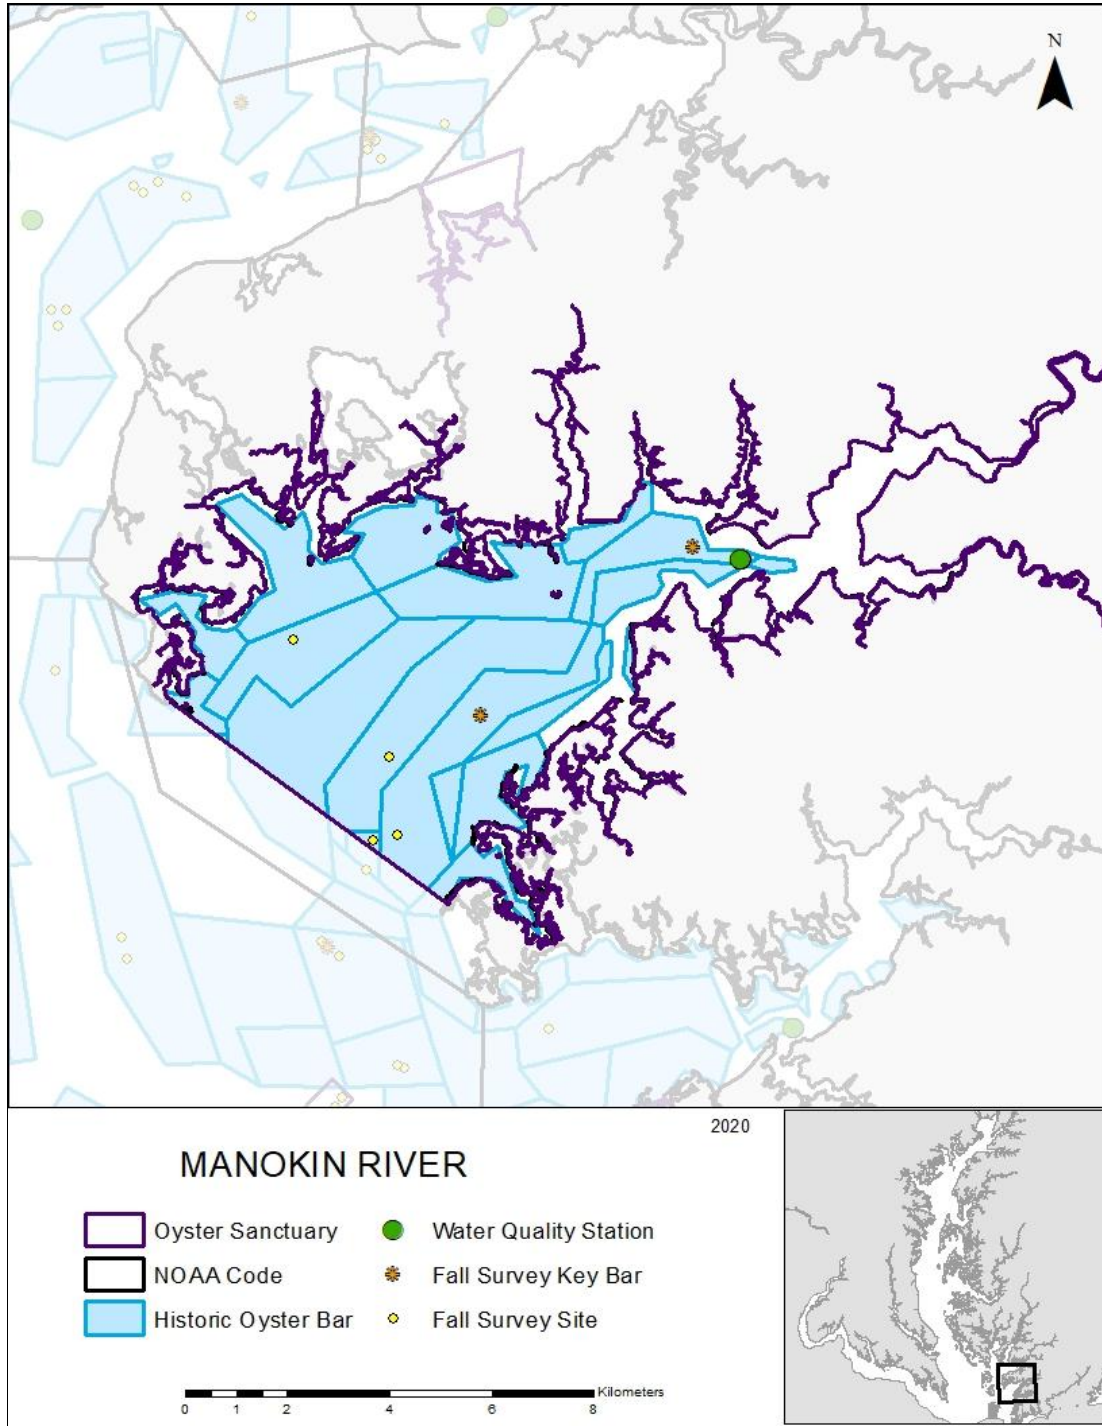 N
2020
MANOKIN RIVER
Oyster Sanctuary
Water Quality Station
NOAA Code
Fall Survey Key Bar
Historic Oyster Bar
Fall Survey Site
Kilometers
0 1 2 4 6 8